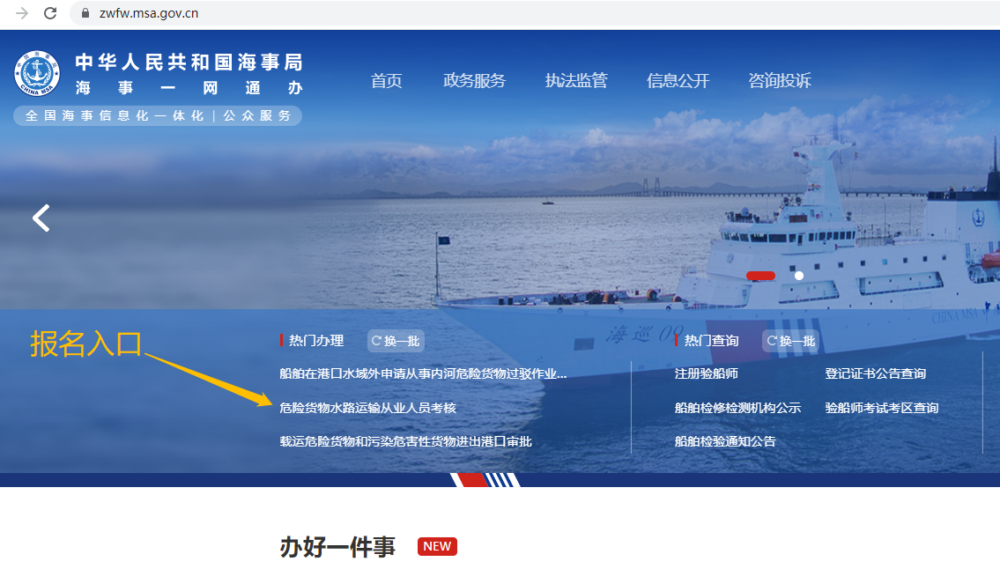 zwfw.msa.gov.cn
中华人民共和国海事局
海事一网通办
CHINA MSA
全国海事信息化一体化|公众服务
首页 政务服务 执法监管 信息公开 咨询投诉
报名入口
热门办理 换一批
船舶在港口水域外申请从事内河危险货物过驳作业...
危险货物水路运输从业人员考核
载运危险货物和污染危害性货物进出港口审批
CHINA MSA
海巡 09
热门查询 换一批
注册验船师 登记证书公告查询
船舶检修检测机构公示 验船师考试考区查询
船舶检验通知公告
办好一件事 NEW